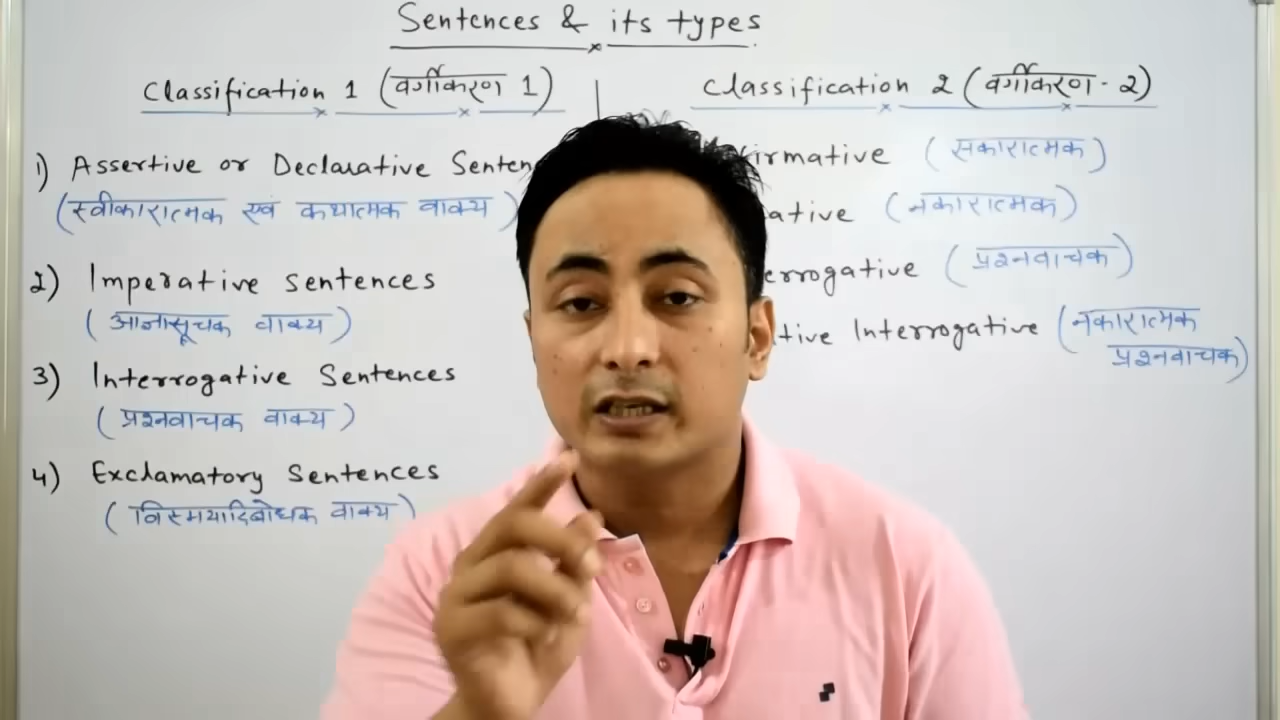 Sentences & its types
Classification 1 (वर्गीकरण 1)
1) Assertive or Declarative Senten
(स्वीकारात्मक एवं कथात्मक वाक्य)
2) Imperative sentences
(आज्ञासूचक वाक्य)
3) Interrogative Sentences
(प्रश्नवाचक वाक्य)
4) Exclamatory Sentences
(विस्मयादिबोधक वाक्य)
Classification 2 (वर्गीकरण - 2)
irmative (सकारात्मक)
ative (नकारात्मक)
errogative (प्रश्नवाचक)
tive Interrogative (नकारात्मक
प्रश्नवाचक)